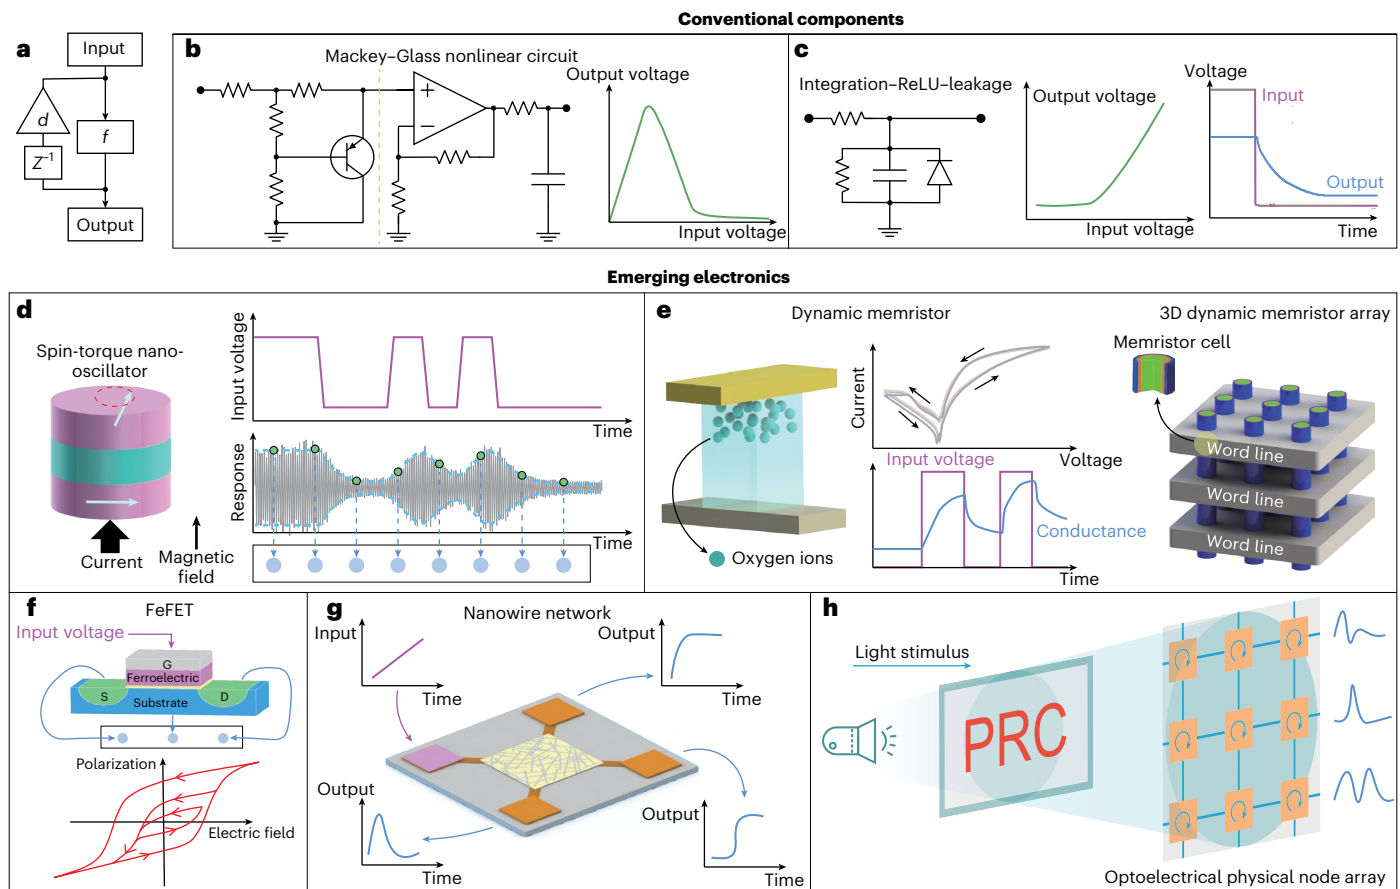 Conventional components
a
Input
d
f
Z⁻¹
Output
b
Mackey–Glass nonlinear circuit
+
−
Output voltage
Input voltage
c
Integration–ReLU–leakage
Output voltage
Input voltage
Voltage
Input
Output
Time
Emerging electronics
d
Spin-torque nano-
oscillator
Current
Magnetic
field
Input voltage
Time
Response
Time
e
Dynamic memristor
Oxygen ions
Current
Voltage
Input voltage
Conductance
Time
3D dynamic memristor array
Memristor cell
Word line
Word line
Word line
f
FeFET
Input voltage
G
Ferroelectric
S
D
Substrate
Polarization
Electric field
g
Nanowire network
Input
Time
Output
Time
Output
Time
Output
Time
h
Light stimulus
PRC
Optoelectrical physical node array